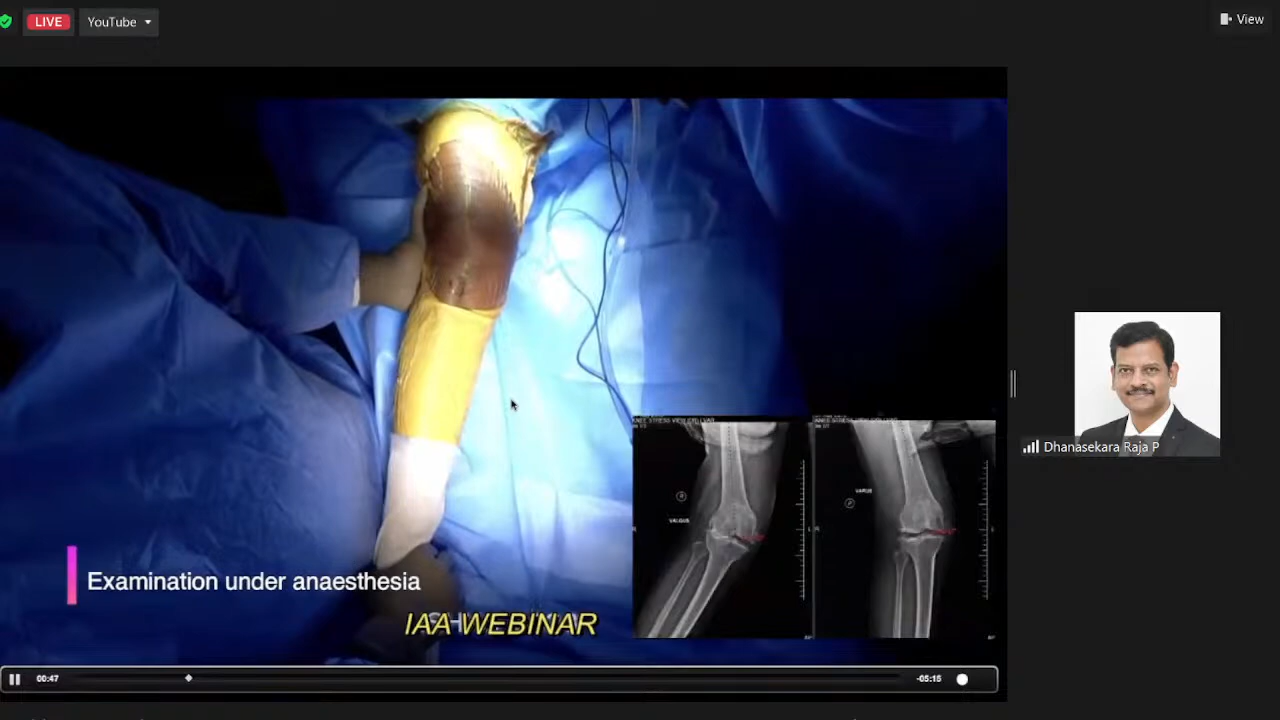 LIVE
YouTube
View
VALGUS
VARUS
Dhanasekara Raja P
Examination under anaesthesia
IAA WEBINAR
00:47
-05:15